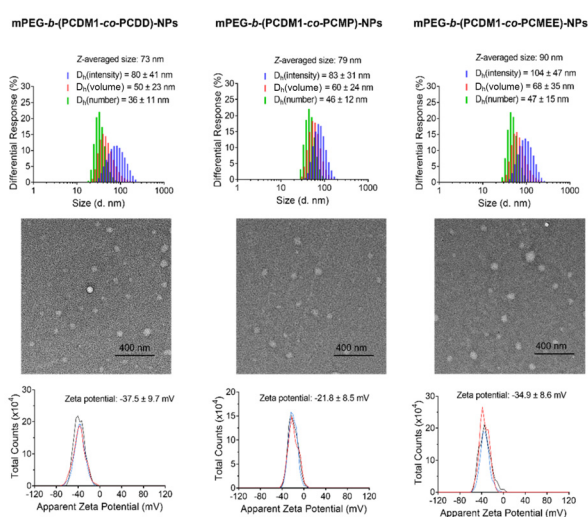 mPEG-b-(PCDM1-co-PCDD)-NPs
mPEG-b-(PCDM1-co-PCMP)-NPs
mPEG-b-(PCDM1-co-PCMEE)-NPs
Z-averaged size: 73 nm
Dh(intensity) = 80 ± 41 nm
Dh(volume) = 50 ± 23 nm
Dh(number) = 36 ± 11 nm
Differential Response (%)
30
25
20
15
10
5
0
1 10 100 1000
Size (d. nm)
Z-averaged size: 79 nm
Dh(intensity) = 83 ± 31 nm
Dh(volume) = 60 ± 24 nm
Dh(number) = 46 ± 12 nm
Differential Response (%)
30
25
20
15
10
5
0
1 10 100 1000
Size (d. nm)
Z-averaged size: 90 nm
Dh(intensity) = 104 ± 47 nm
Dh(volume) = 68 ± 35 nm
Dh(number) = 47 ± 15 nm
Differential Response (%)
30
25
20
15
10
5
0
1 10 100 1000
Size (d. nm)
400 nm
400 nm
400 nm
Zeta potential: -37.5 ± 9.7 mV
Total Counts (x10⁴)
30
20
10
0
-120 -80 -40 0 40 80 120
Apparent Zeta Potential (mV)
Zeta potential: -21.8 ± 8.5 mV
Total Counts (x10⁴)
20
15
10
5
0
-120 -80 -40 0 40 80 120
Apparent Zeta Potential (mV)
Zeta potential: -34.9 ± 8.6 mV
Total Counts (x10⁴)
30
20
10
0
-120 -80 -40 0 40 80 120
Apparent Zeta Potential (mV)